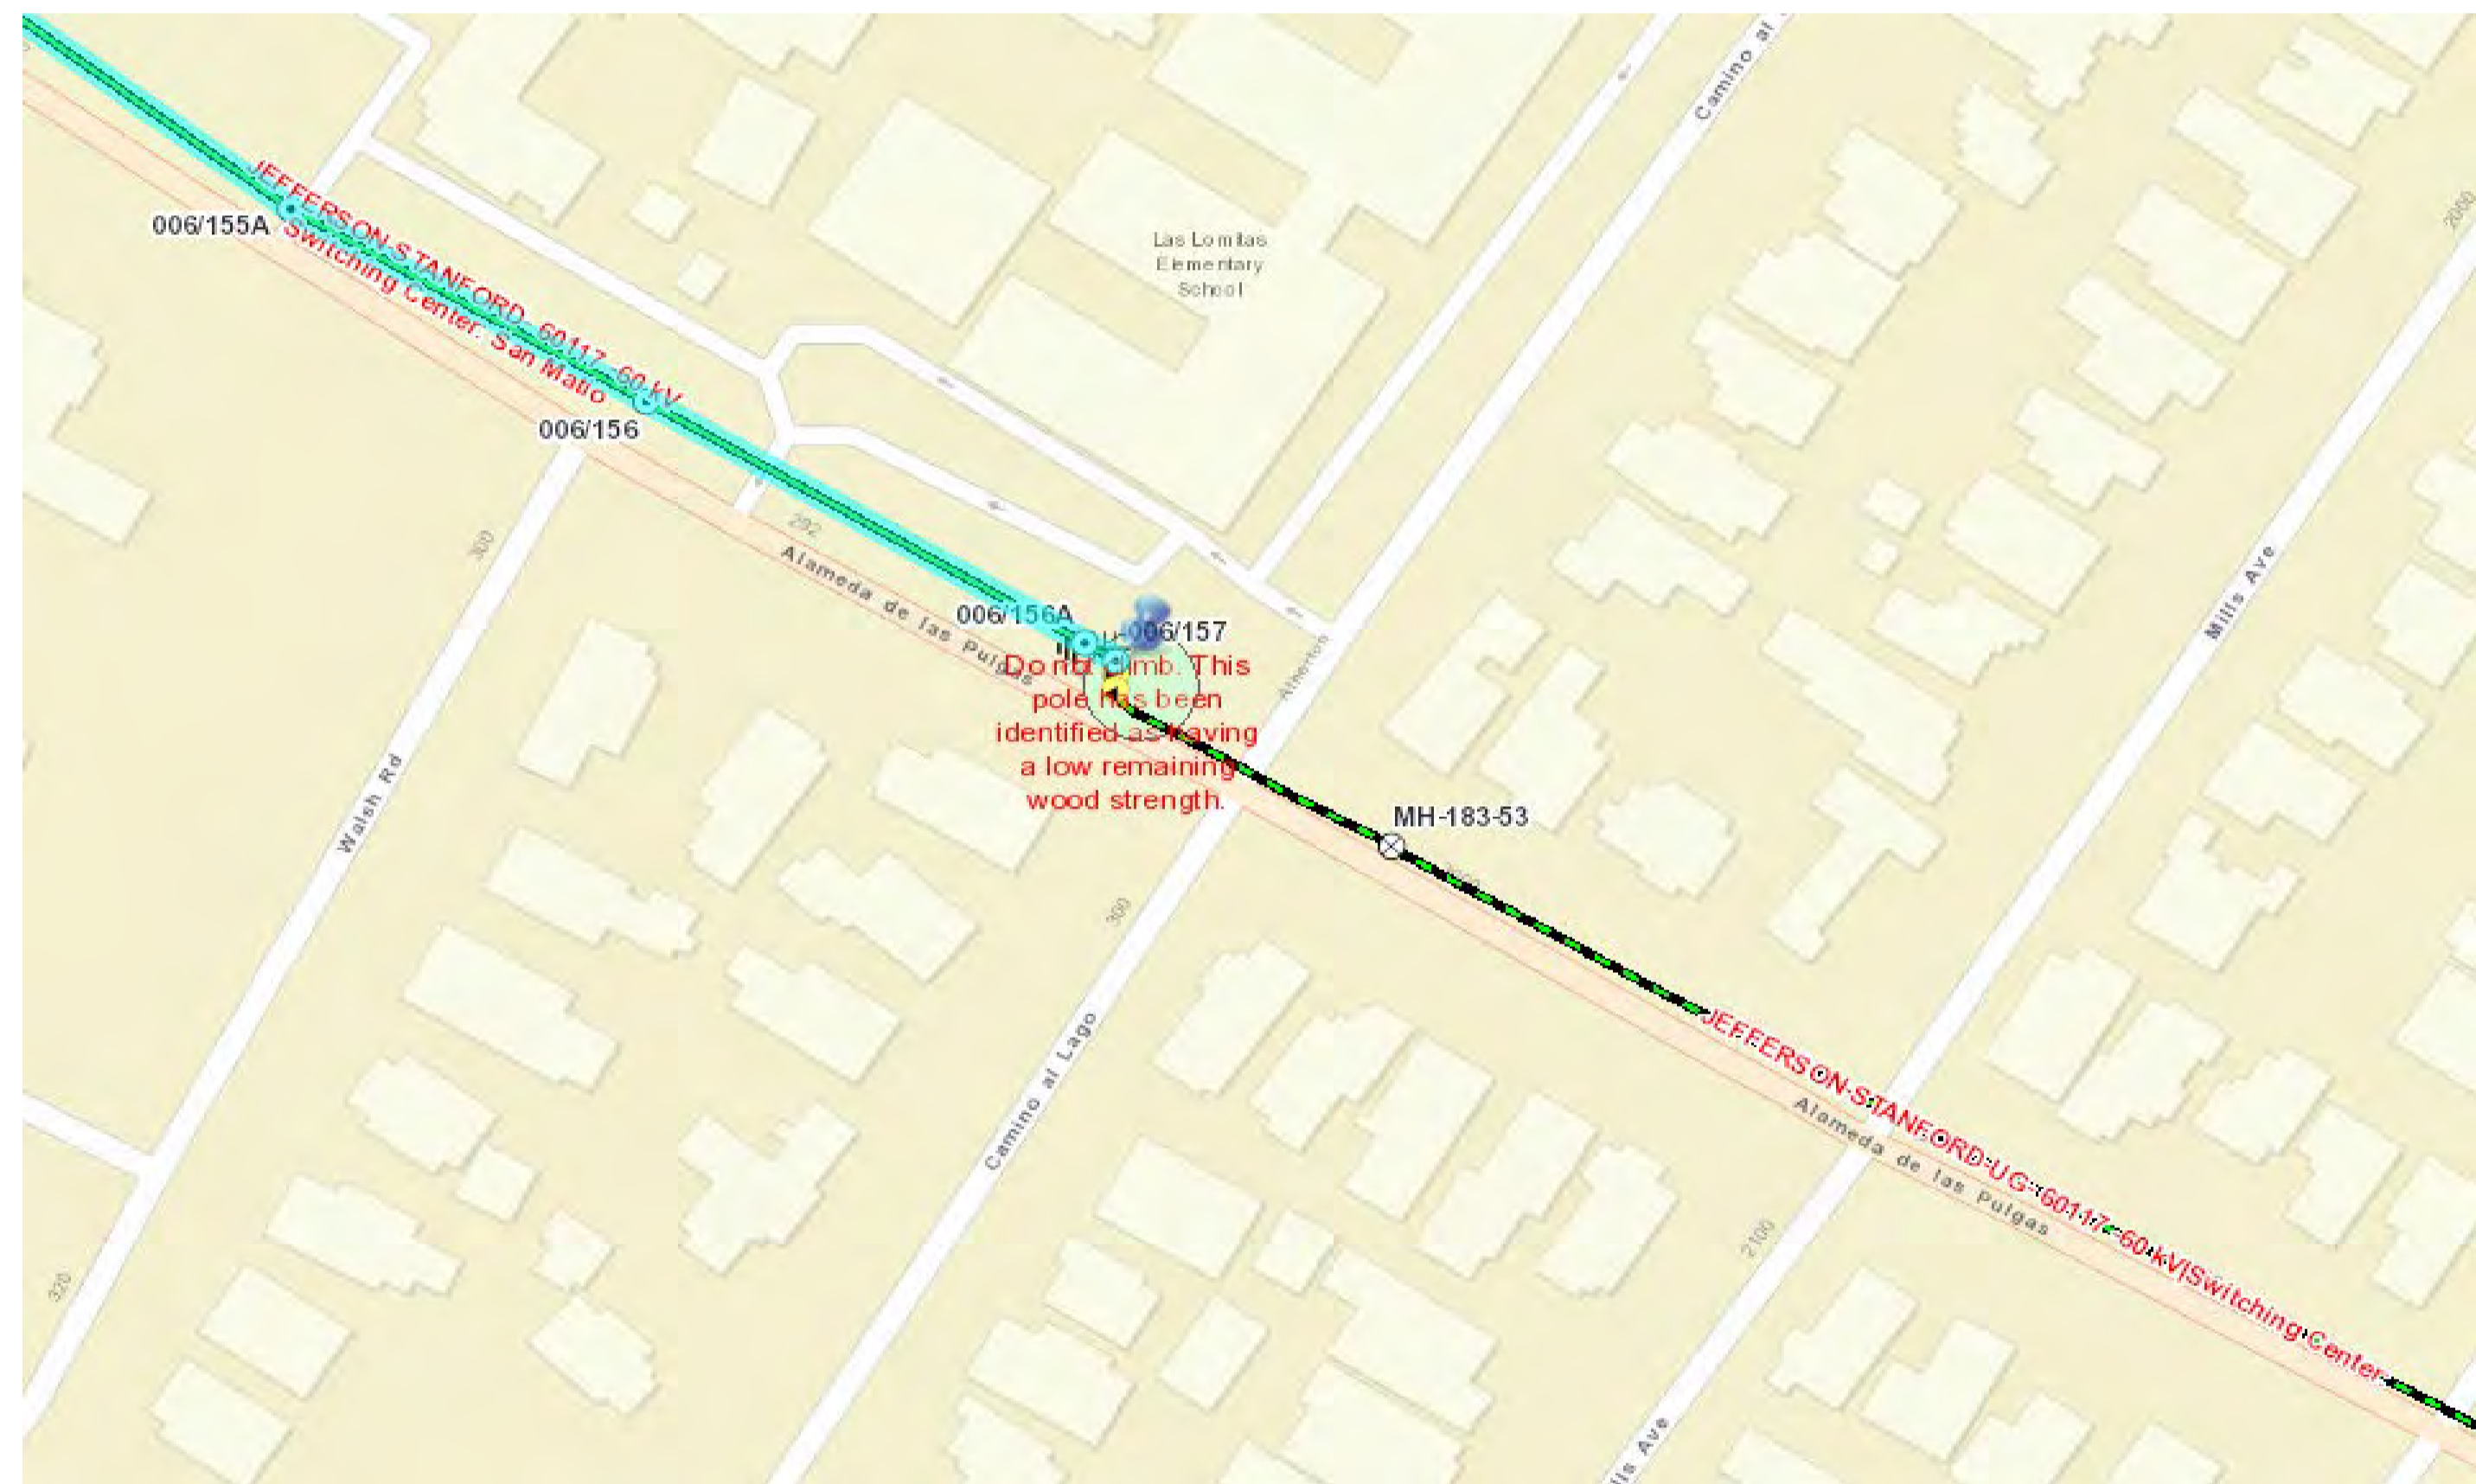 Camino al
2000
JEFFERSON-STANFORD - 60117 - 60 kV
Switching Center: San Matio
006/155A
Las Lomitas
Elementary
School
006/156
292
300
Alameda de las Pulgas
Mills Ave
006/156A
006/157
Atherton
Do not climb. This
pole has been
identified as having
a low remaining
wood strength.
Walsh Rd
MH-183-53
300
Camino al Lago
JEFFERSON-STANFORD-UG- 60117 - 60 kV|Switching Center
Alameda de las Pulgas
2100
320
lls Ave